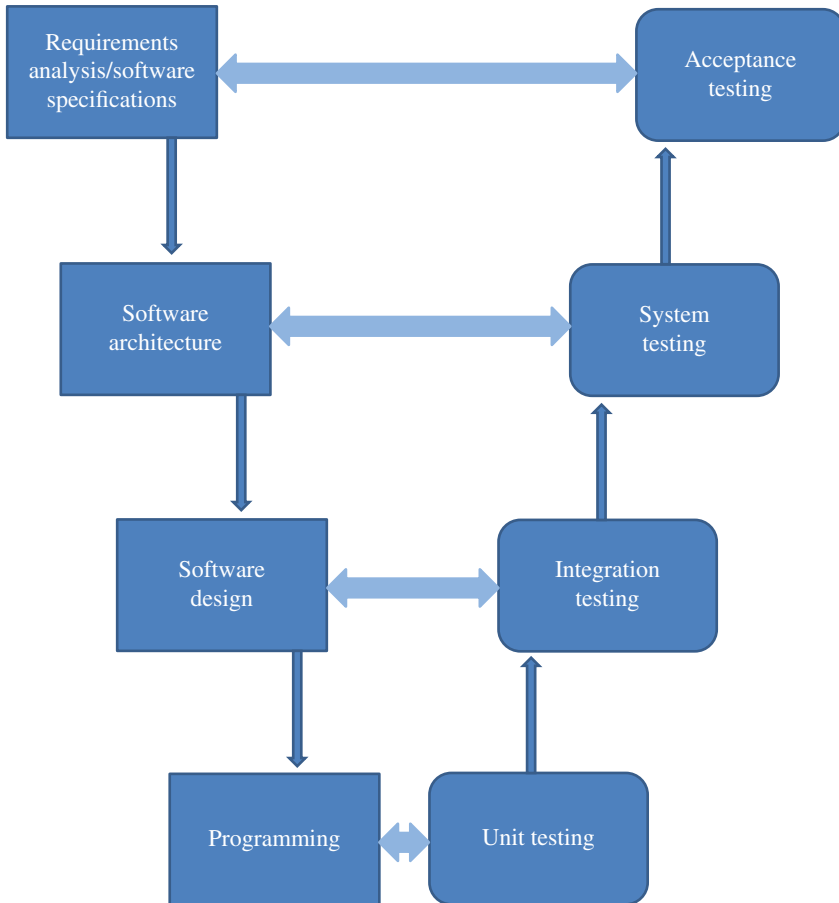 Requirements
analysis/software
specifications
Acceptance
testing
Software
architecture
System
testing
Software
design
Integration
testing
Programming
Unit testing